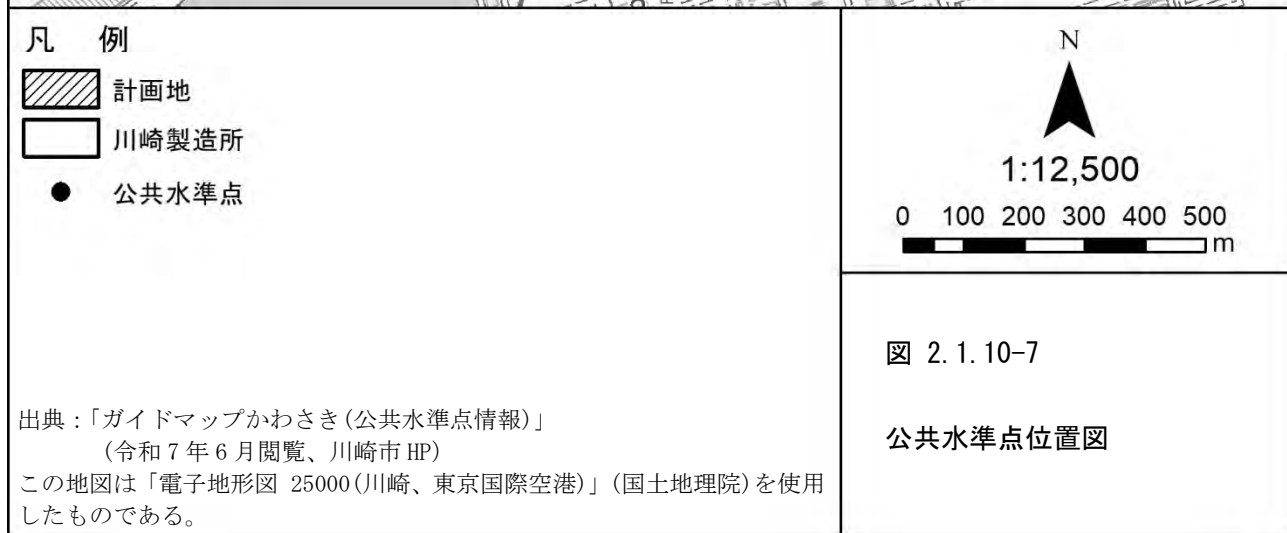 凡　例
計画地
川崎製造所
公共水準点
出典：「ガイドマップかわさき(公共水準点情報)」
(令和７年６月閲覧、川崎市 HP)
この地図は「電子地形図 25000(川崎、東京国際空港)」(国土地理院)を使用
したものである。
N
1:12,500
0 100 200 300 400 500
m
図 2.1.10-7
公共水準点位置図